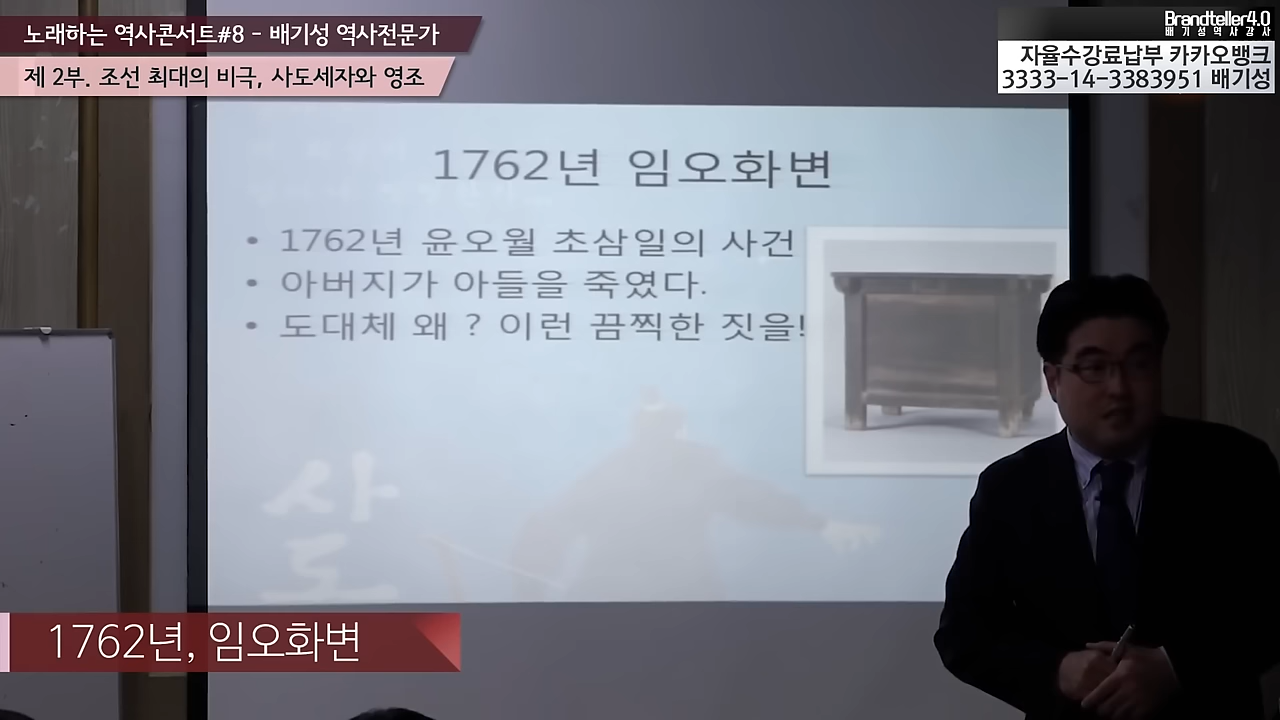 노래하는 역사콘서트#8 - 배기성 역사전문가
제 2부. 조선 최대의 비극, 사도세자와 영조
Brandteller4.0
배기성역사강사
자율수강료납부 카카오뱅크
3333-14-3383951 배기성
1762년 임오화변
• 1762년 윤오월 초삼일의 사건
• 아버지가 아들을 죽였다.
• 도대체 왜 ? 이런 끔찍한 짓을!
사
도
1762년, 임오화변